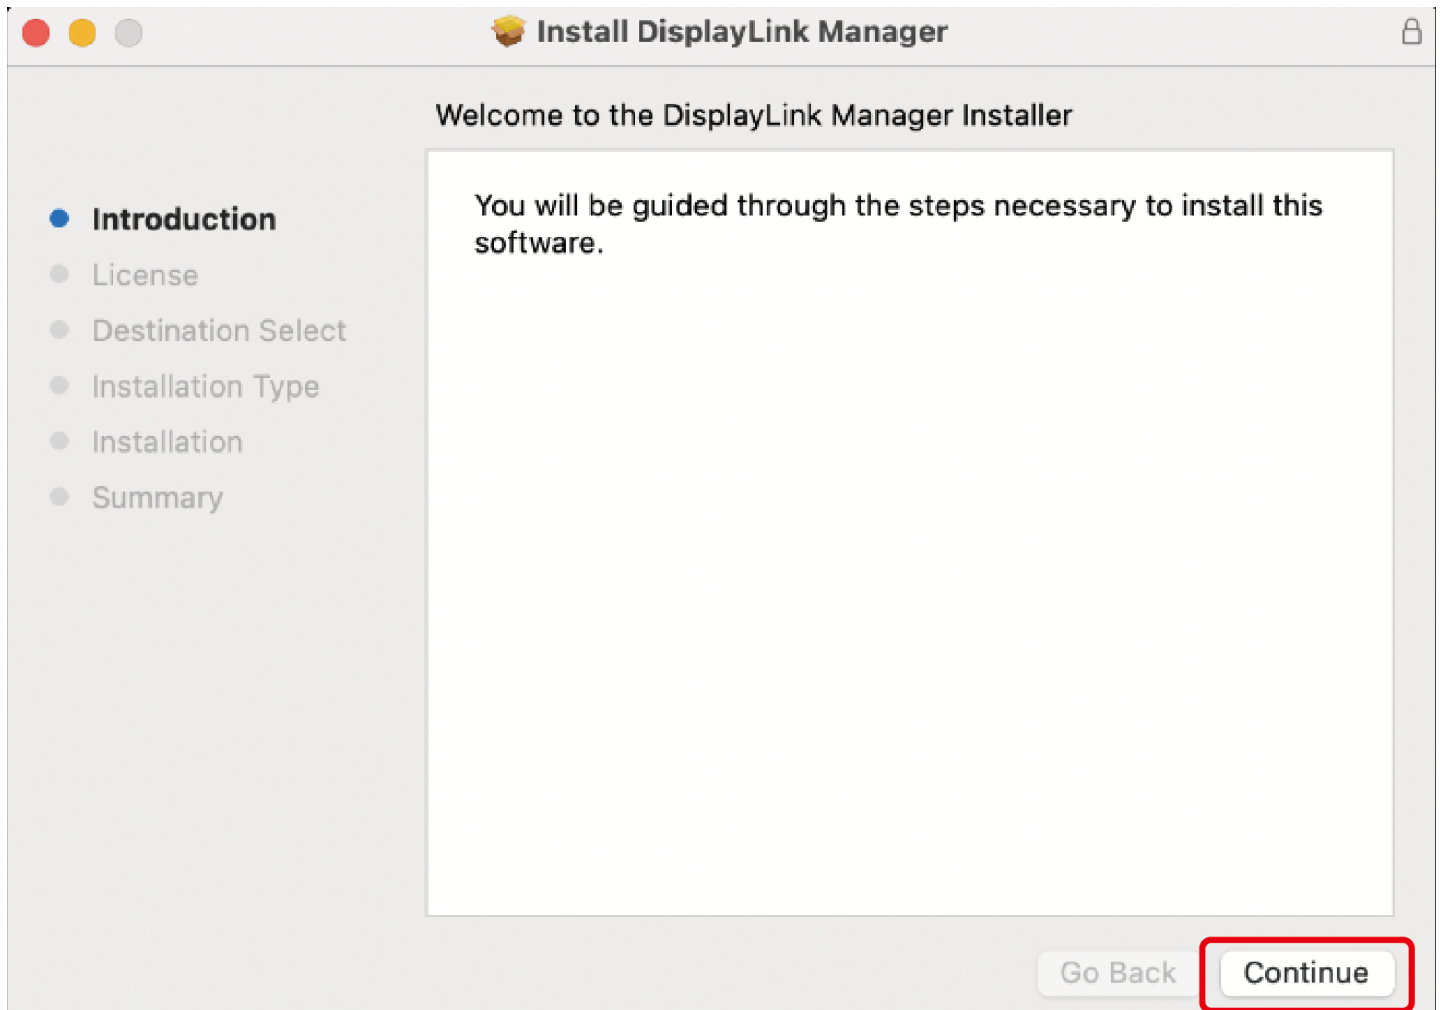 Install DisplayLink Manager
Welcome to the DisplayLink Manager Installer
Introduction
License
Destination Select
Installation Type
Installation
Summary
You will be guided through the steps necessary to install this
software.
Go Back
Continue